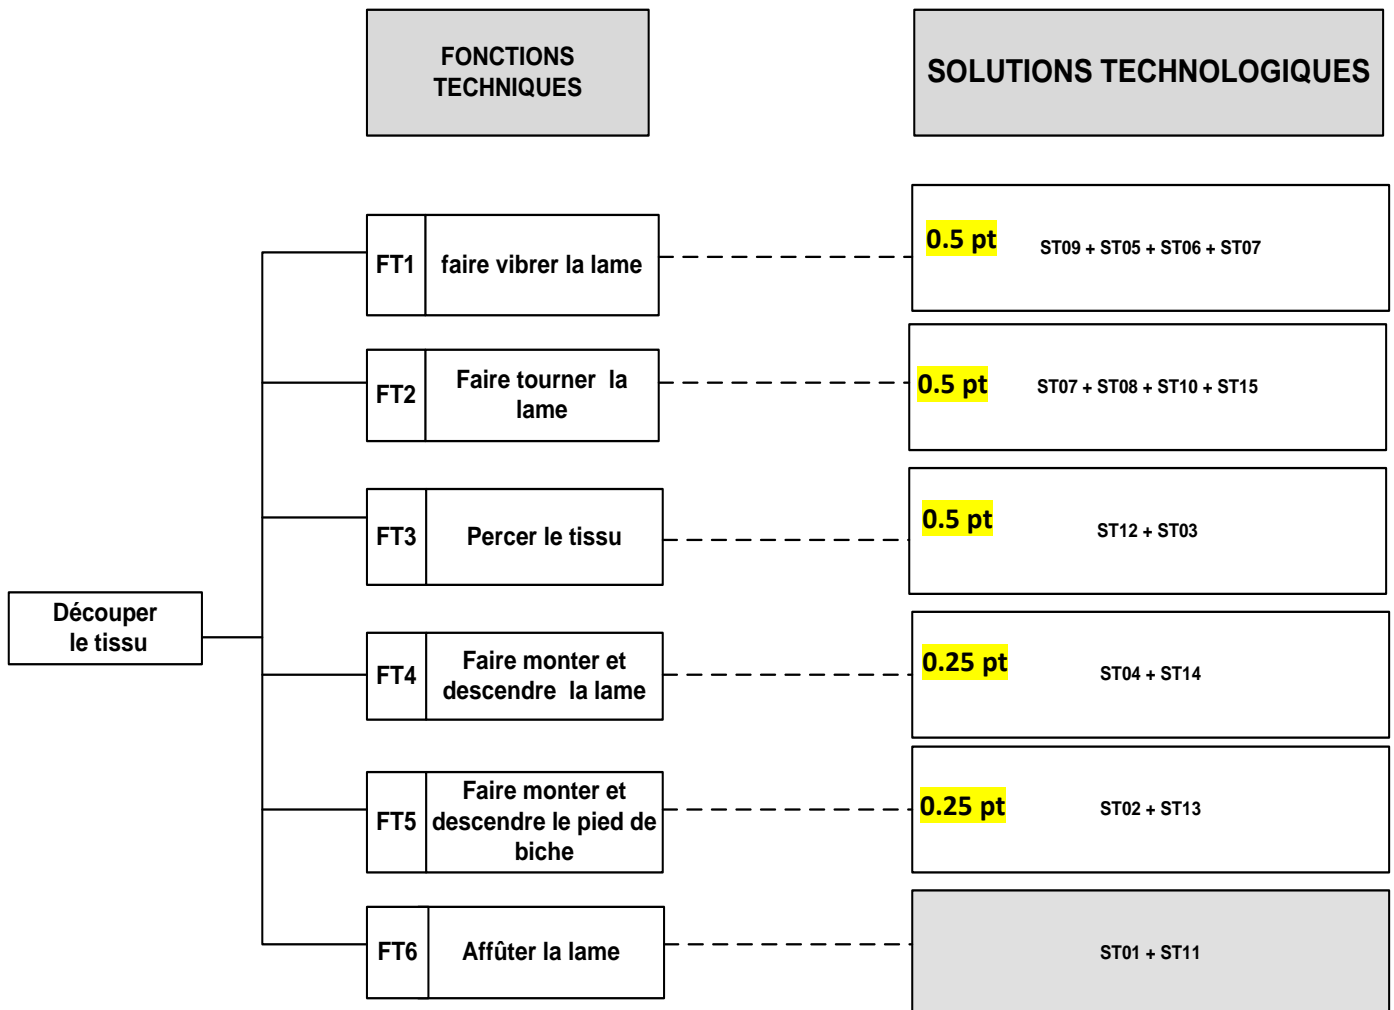 FONCTIONS
TECHNIQUES
SOLUTIONS TECHNOLOGIQUES
FT1
faire vibrer la lame
0.5 pt
ST09 + ST05 + ST06 + ST07
FT2
Faire tourner la
lame
0.5 pt
ST07 + ST08 + ST10 + ST15
FT3
Percer le tissu
0.5 pt
ST12 + ST03
Découper
le tissu
FT4
Faire monter et
descendre la lame
0.25 pt
ST04 + ST14
FT5
Faire monter et
descendre le pied de
biche
0.25 pt
ST02 + ST13
FT6
Affûter la lame
ST01 + ST11